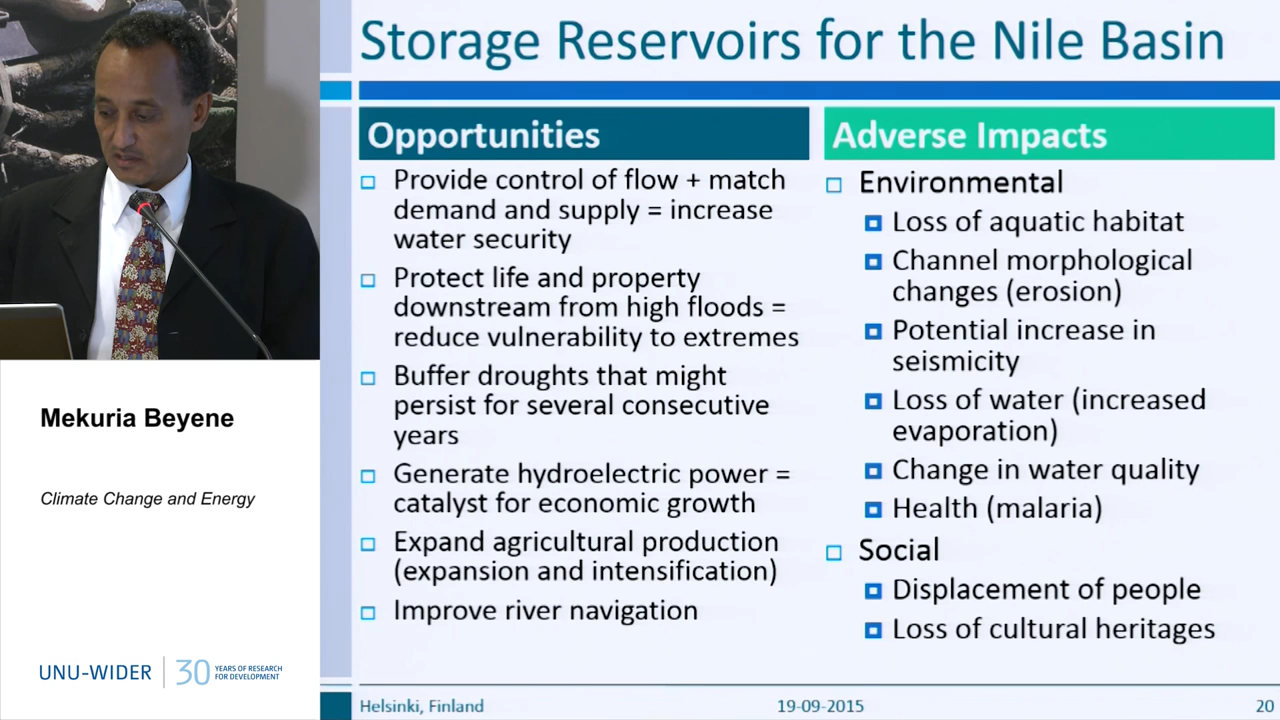 Storage Reservoirs for the Nile Basin
Opportunities
Provide control of flow + match
demand and supply = increase
water security
Protect life and property
downstream from high floods =
reduce vulnerability to extremes
Buffer droughts that might
persist for several consecutive
years
Generate hydroelectric power =
catalyst for economic growth
Expand agricultural production
(expansion and intensification)
Improve river navigation
Adverse Impacts
Environmental
Loss of aquatic habitat
Channel morphological
changes (erosion)
Potential increase in
seismicity
Loss of water (increased
evaporation)
Change in water quality
Health (malaria)
Social
Displacement of people
Loss of cultural heritages
Helsinki, Finland
19-09-2015
20
Mekuria Beyene
Climate Change and Energy
UNU-WIDER
30
YEARS OF RESEARCH
FOR DEVELOPMENT